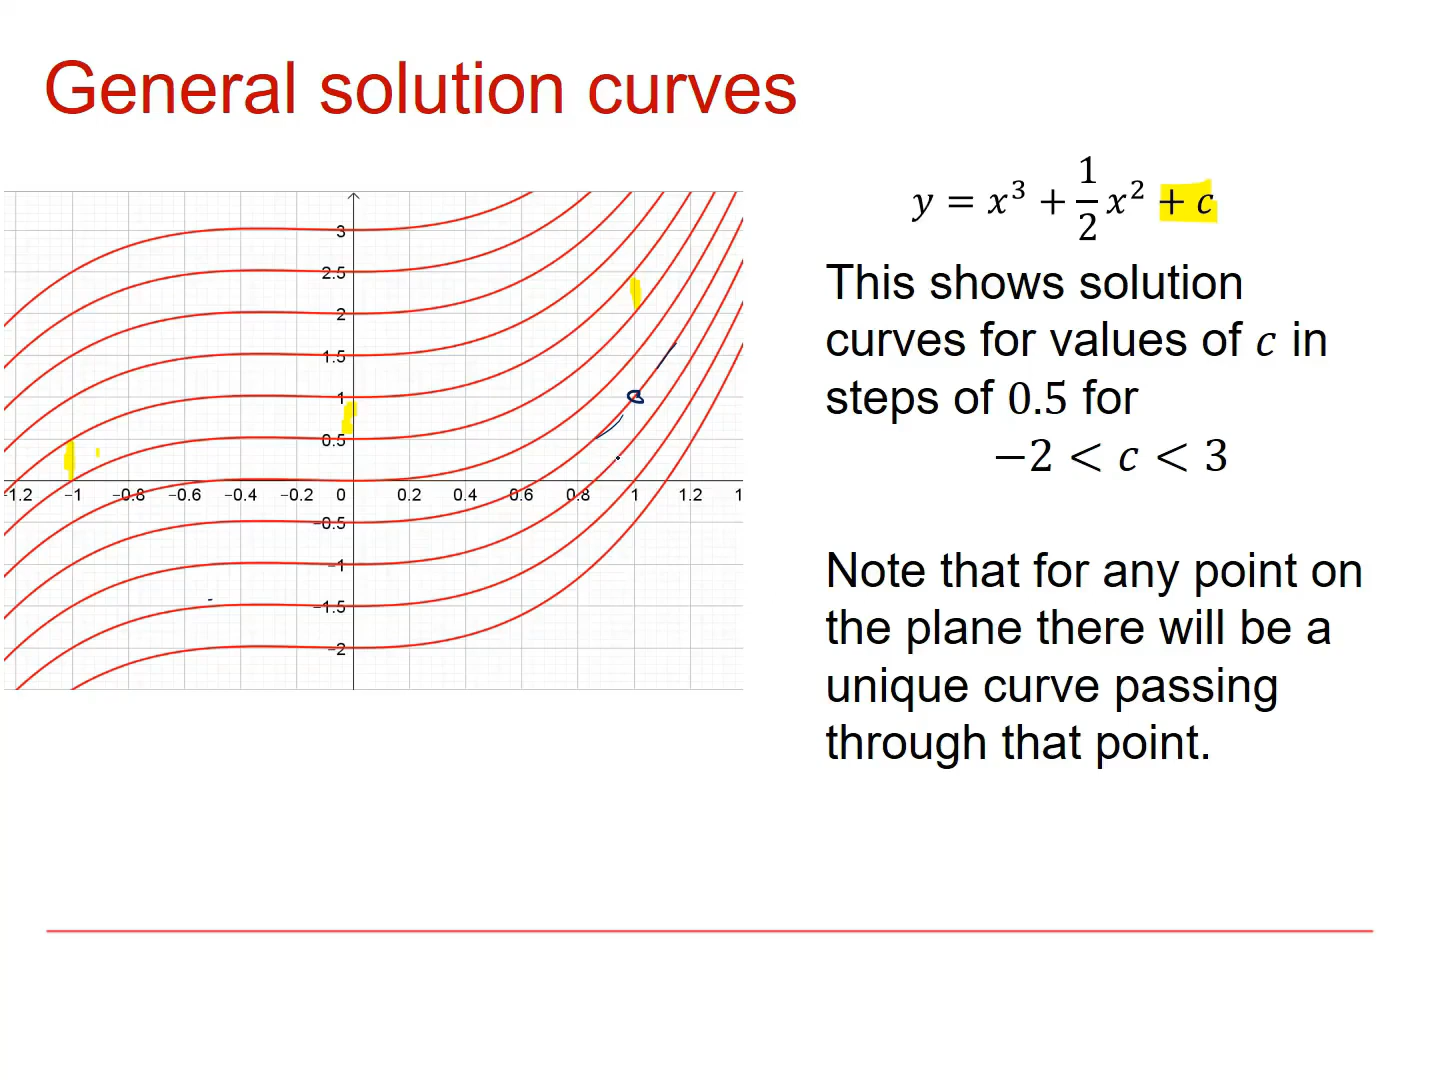 General solution curves
y = x³ + 1/2 x² + c
This shows solution
curves for values of c in
steps of 0.5 for
−2 < c < 3
Note that for any point on
the plane there will be a
unique curve passing
through that point.
3
2.5
2
1.5
1
0.5
-1.2 −1 −0.8 −0.6 −0.4 −0.2 0 0.2 0.4 0.6 0.8 1 1.2 1
−0.5
−1
−1.5
−2